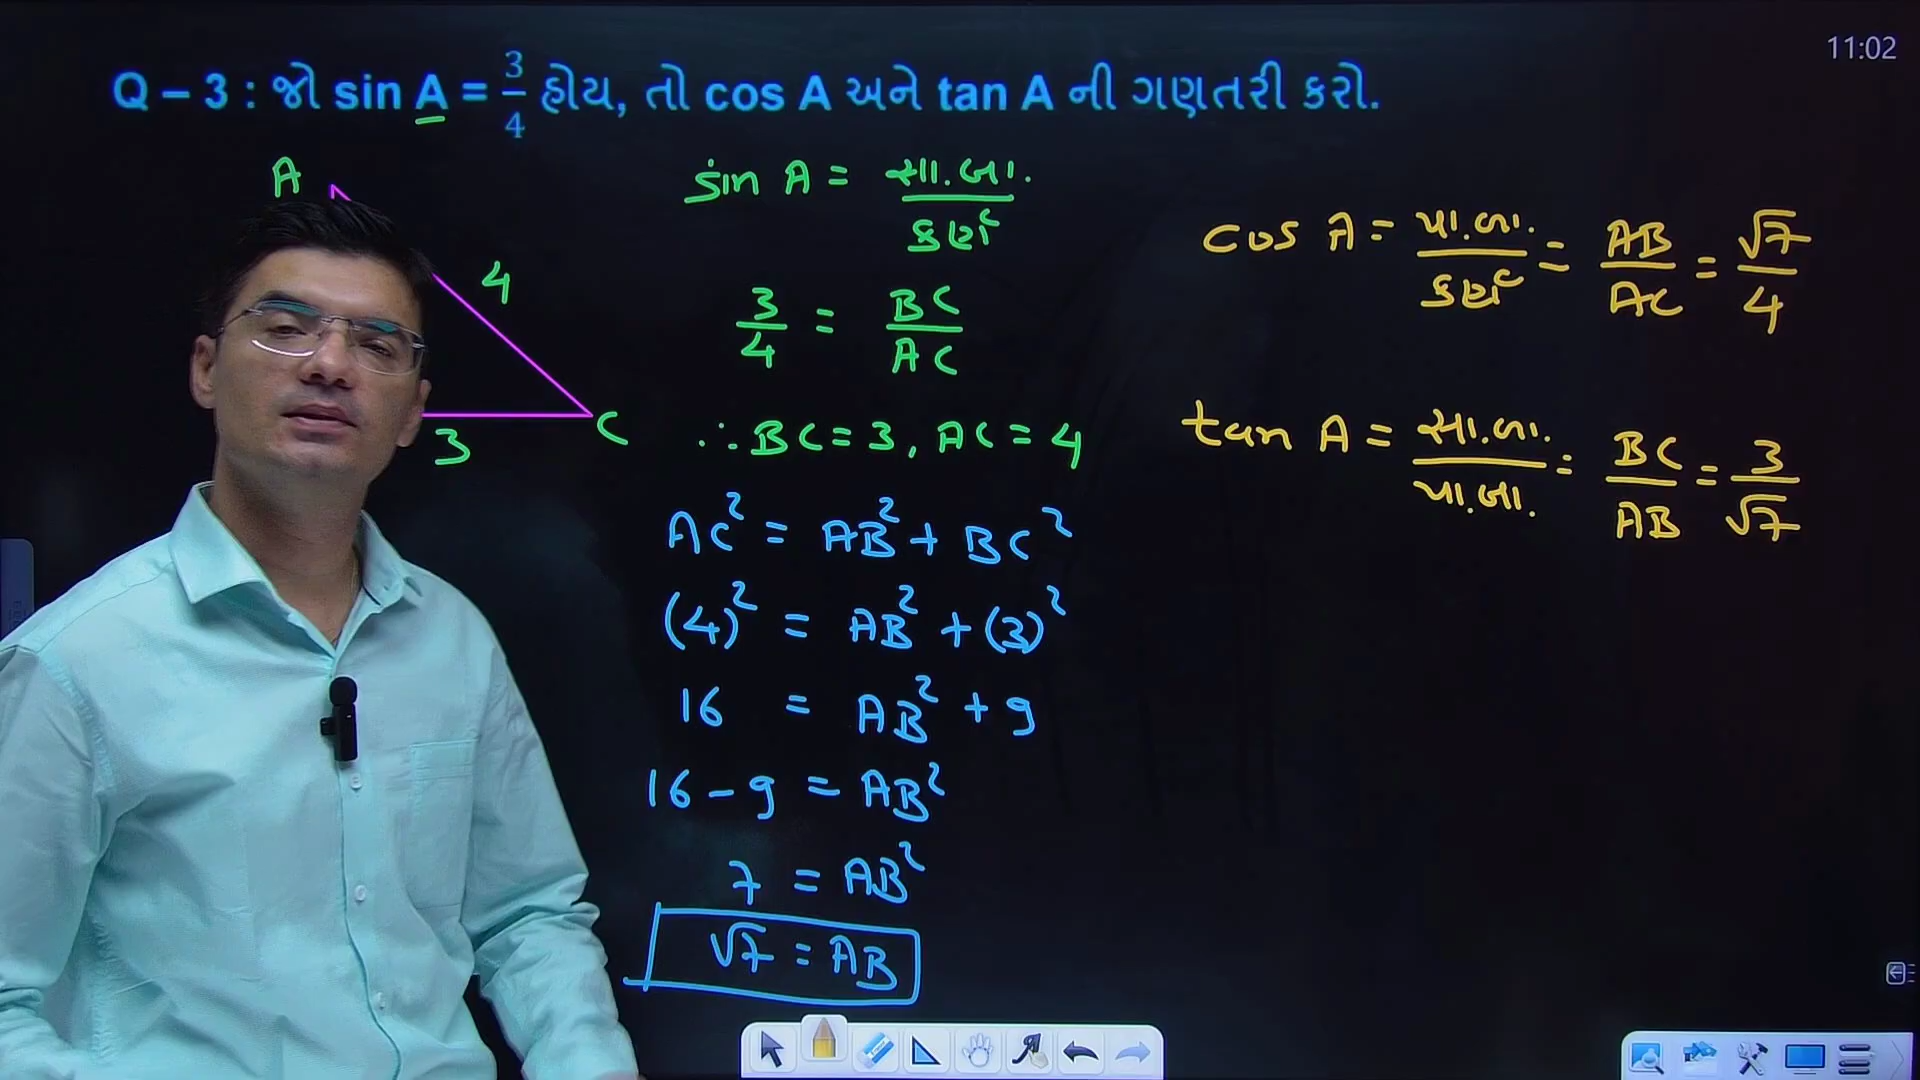 11:02
Q – 3 : જો sin A = 3/4 હોય, તો cos A અને tan A ની ગણતરી કરો.
A
4
3
C
sin A = સા.બા. / કર્ણ
3/4 = BC/AC
∴ BC = 3, AC = 4
AC² = AB² + BC²
(4)² = AB² + (3)²
16 = AB² + 9
16 - 9 = AB²
7 = AB²
√7 = AB
cos A = પા.બા. / કર્ણ = AB/AC = √7/4
tan A = સા.બા. / પા.બા. = BC/AB = 3/√7